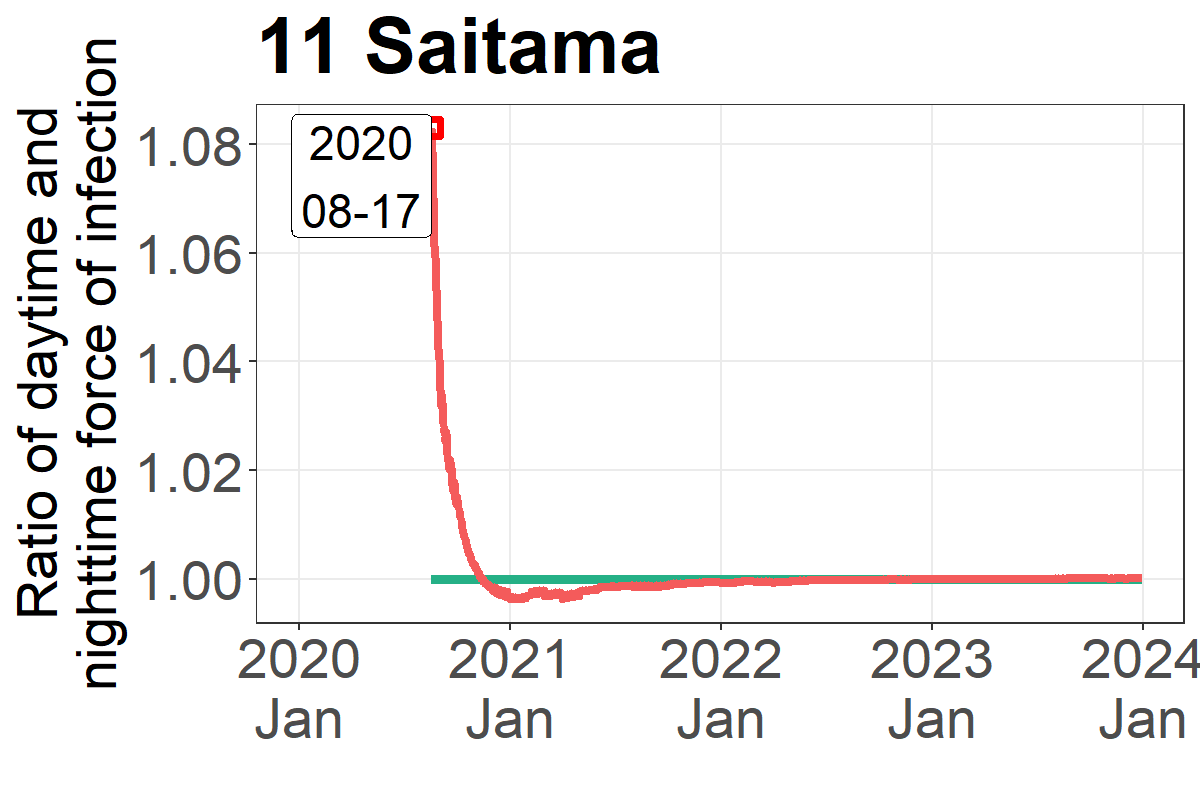 11 Saitama
Ratio of daytime and
nighttime force of infection
1.08
1.06
1.04
1.02
1.00
2020
08-17
2020
Jan
2021
Jan
2022
Jan
2023
Jan
2024
Jan